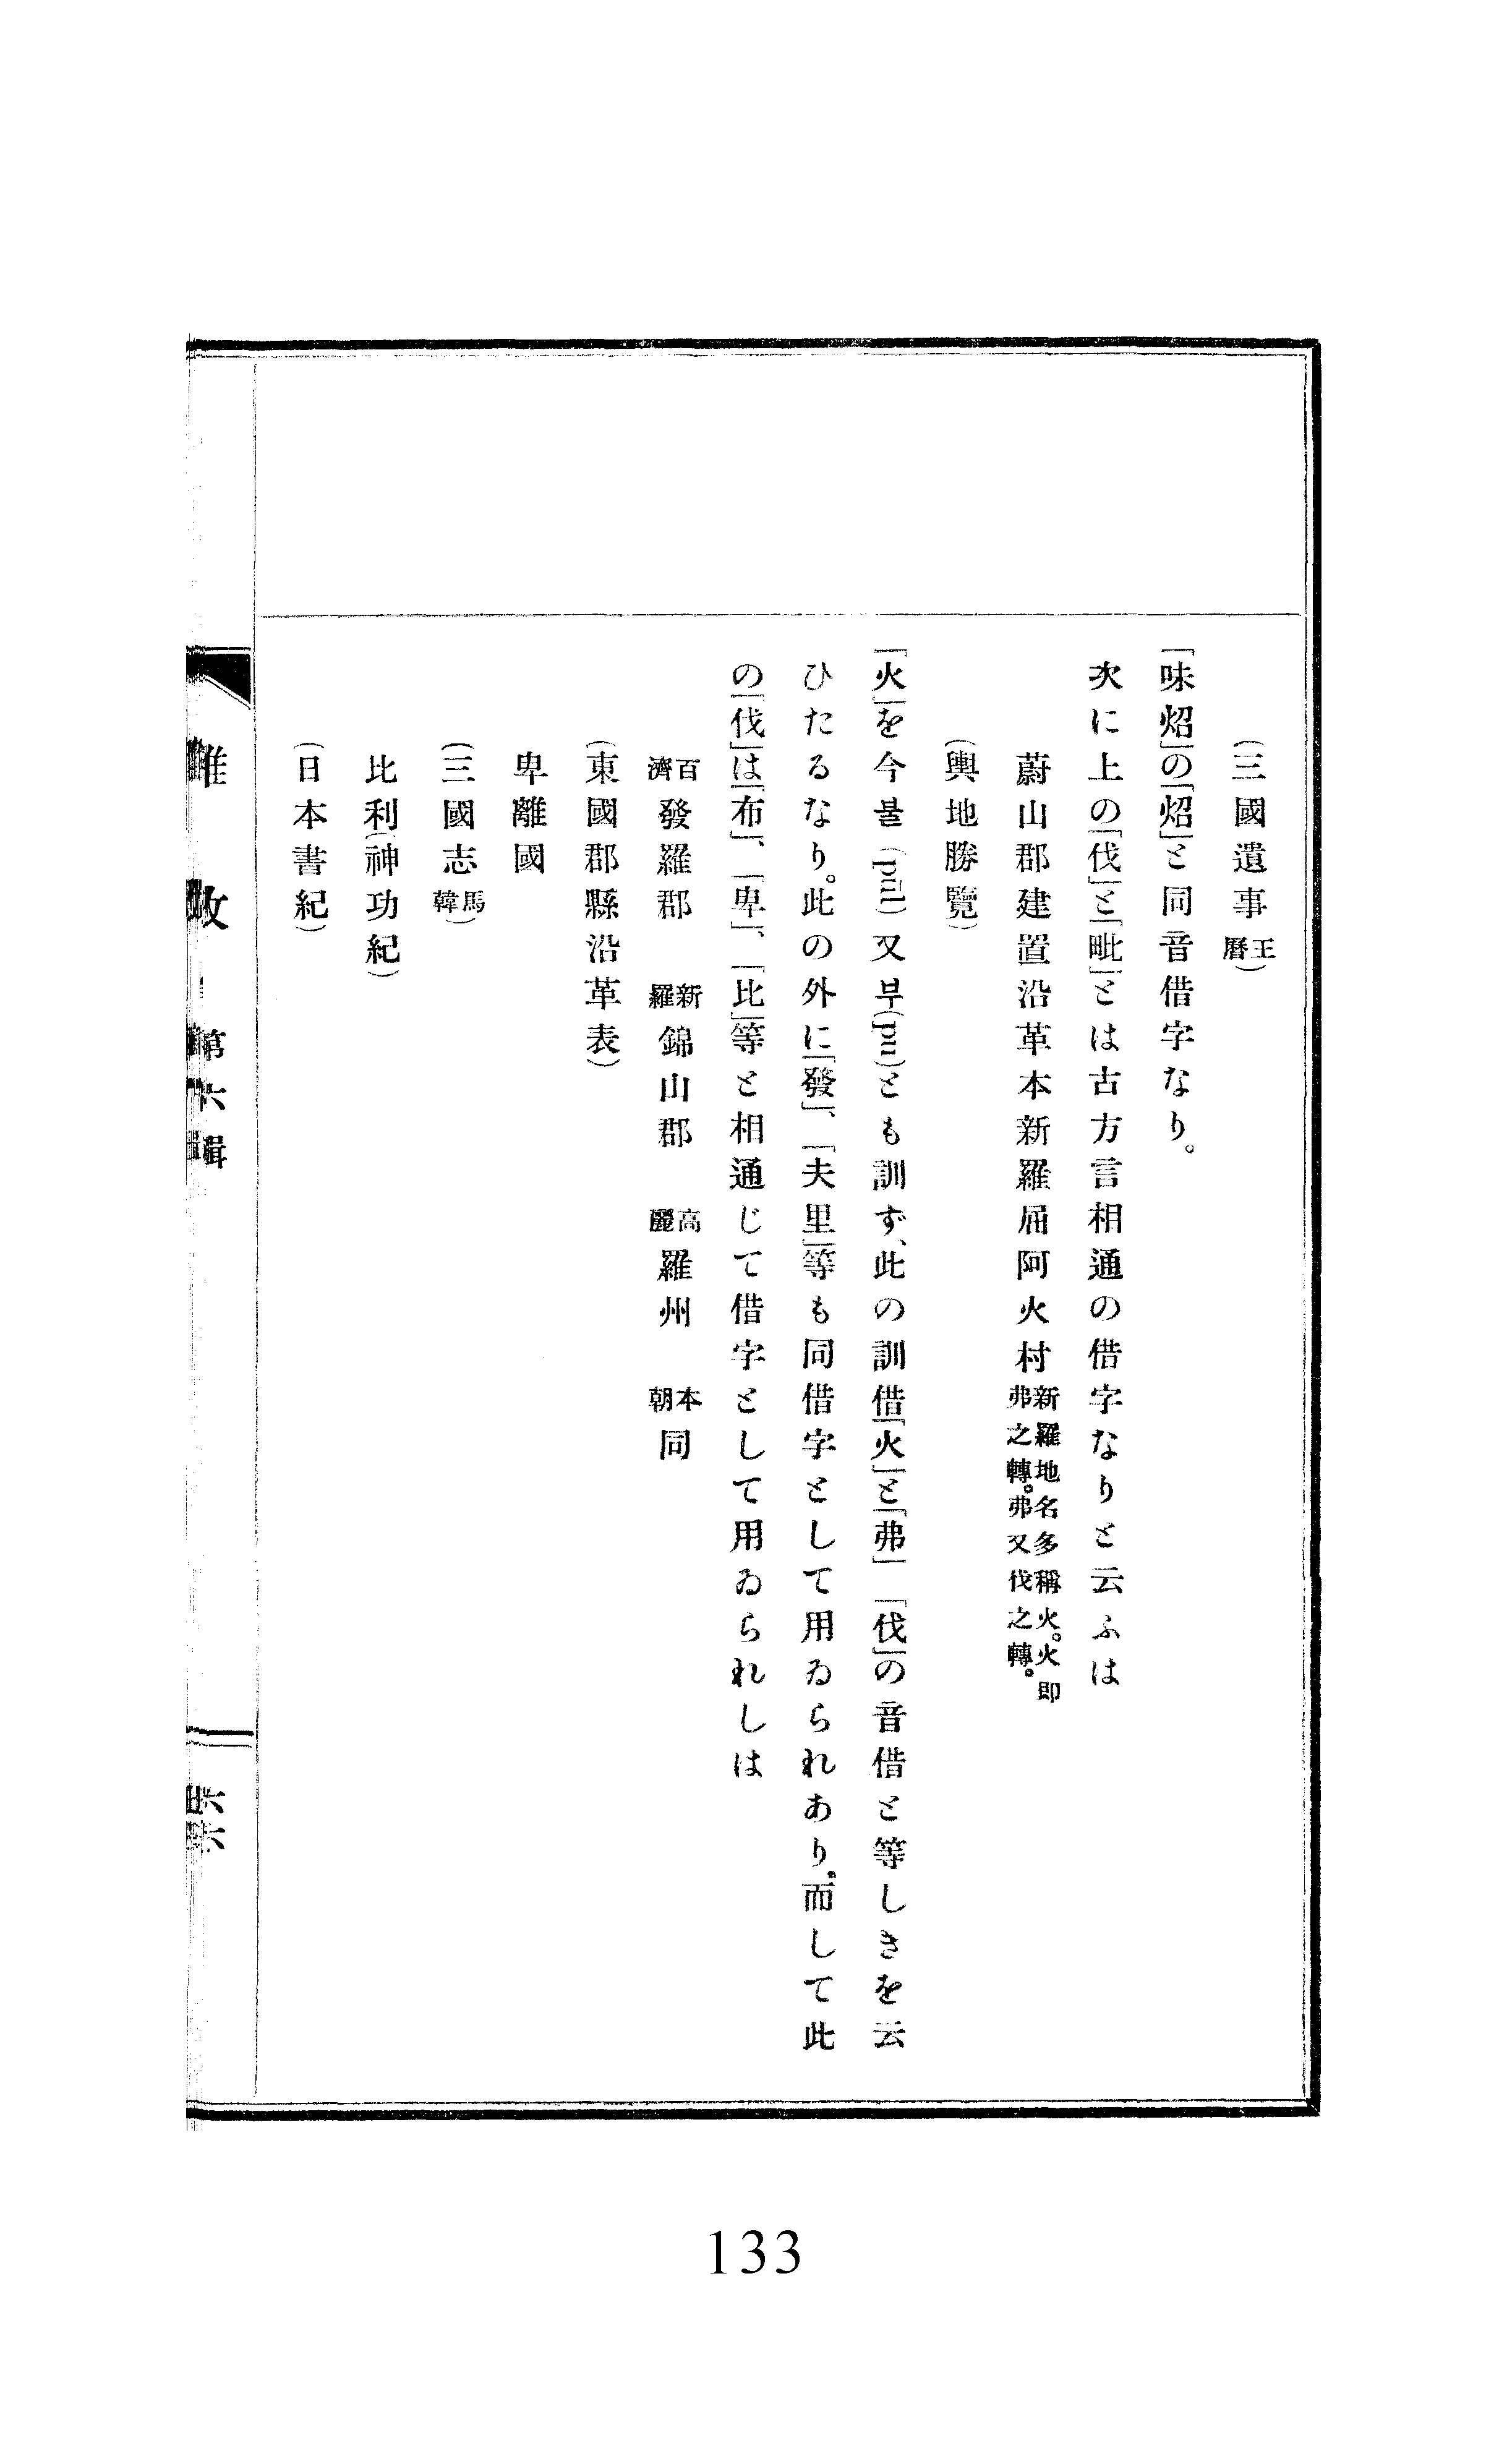 (三國遺事王曆)
「味炤」の「炤」と同音借字なり。
次に上の「伐」と「毗」とは古方言相通の借字なりと云ふは
蔚山郡建置沿革本新羅屈阿火村新羅地名多稱火。火即弗之轉。弗又伐之轉。
(輿地勝覽)
「火」を今불(pŭl)又부(pu)とも訓ず、此の訓借「火」と「弗」「伐」の音借と等しきを云
ひたるなり。此の外に「發」、「夫里」等も同借字として用ゐられあり。而して此
の「伐」は「布」、「卑」、「比」等と相通じて借字として用ゐられしは
百濟發羅郡 新羅錦山郡 高麗羅州 本朝同
(東國郡縣沿革表)
卑離國
(三國志馬韓)
比利(神功紀)
(日本書紀)
雜攷 第六輯
六六
133